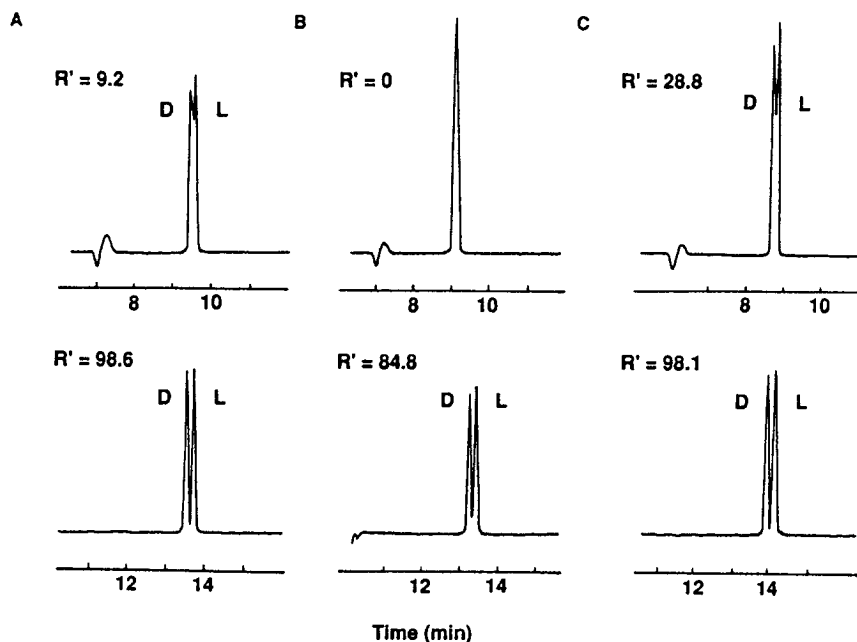 A
B
C
R' = 9.2
R' = 0
R' = 28.8
D L
D L
8 10
8 10
8 10
R' = 98.6
R' = 84.8
R' = 98.1
D L
D L
D L
12 14
12 14
12 14
Time (min)